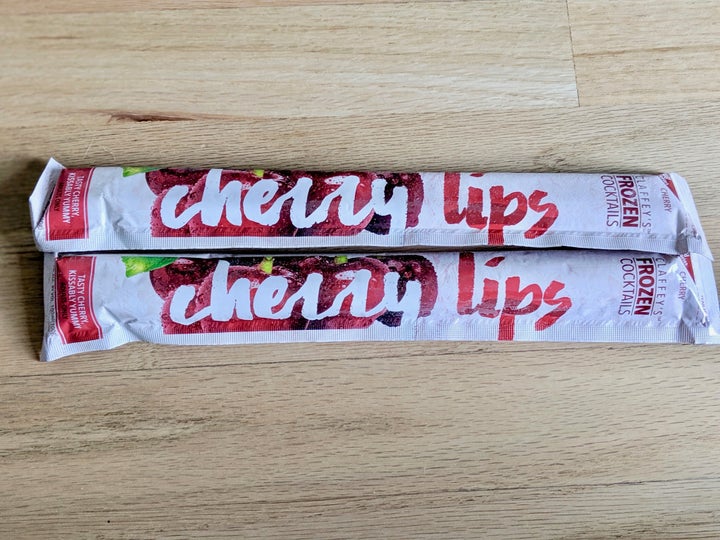 TASTY CHERRY,
KISSABLY YUMMY
cherry lips
CLAFFEY'S
FROZEN
COCKTAILS
CHERRY
TASTY CHERRY,
KISSABLY YUMMY
cherry lips
CLAFFEY'S
FROZEN
COCKTAILS
CHERRY